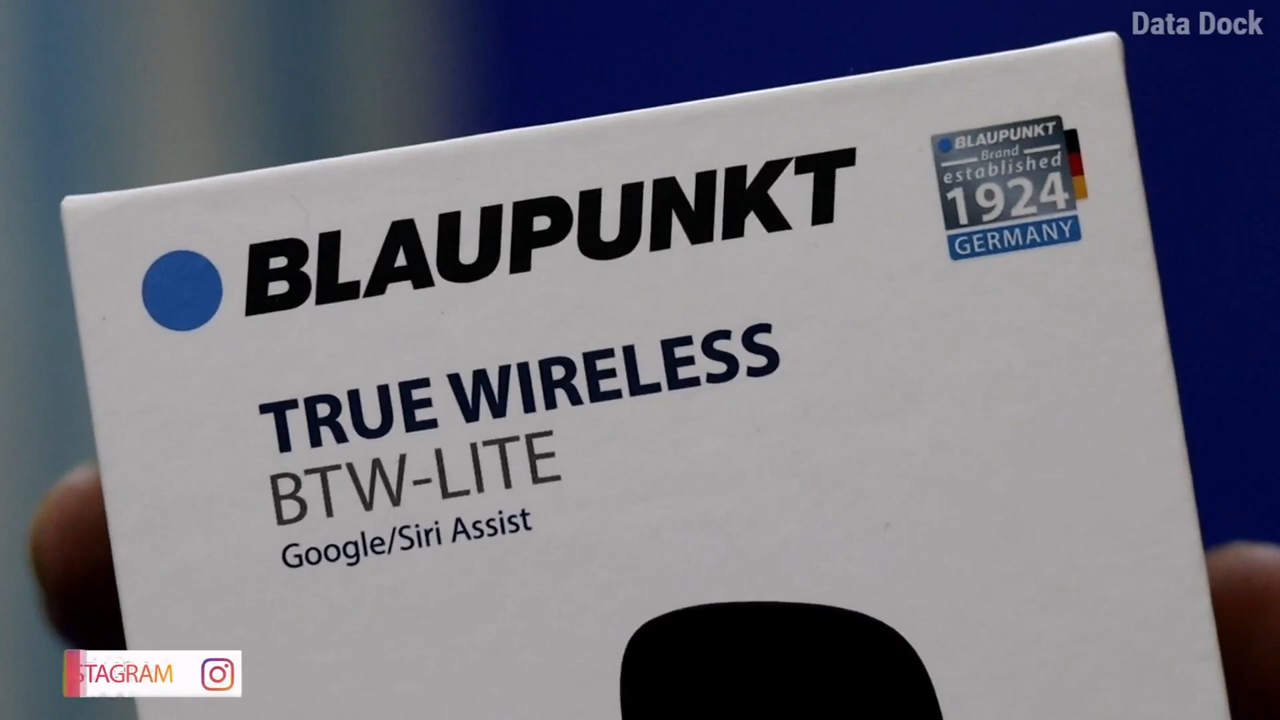 Data Dock
BLAUPUNKT
BLAUPUNKT
Brand
established
1924
GERMANY
TRUE WIRELESS
BTW-LITE
Google/Siri Assist
STAGRAM